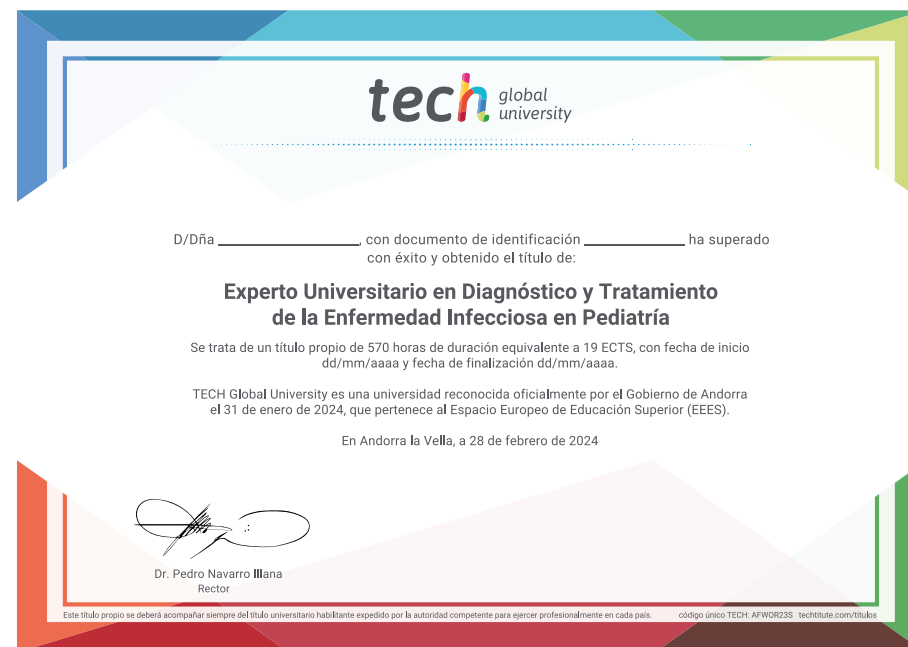 tech global university
D/Dña ____________________, con documento de identificación ______________ ha superado
con éxito y obtenido el título de:
Experto Universitario en Diagnóstico y Tratamiento
de la Enfermedad Infecciosa en Pediatría
Se trata de un título propio de 570 horas de duración equivalente a 19 ECTS, con fecha de inicio
dd/mm/aaaa y fecha de finalización dd/mm/aaaa.
TECH Global University es una universidad reconocida oficialmente por el Gobierno de Andorra
el 31 de enero de 2024, que pertenece al Espacio Europeo de Educación Superior (EEES).
En Andorra la Vella, a 28 de febrero de 2024
Dr. Pedro Navarro Illana
Rector
Este título propio se deberá acompañar siempre del título universitario habilitante expedido por la autoridad competente para ejercer profesionalmente en cada país. código único TECH: AFWOR23S techtitute.com/titulos